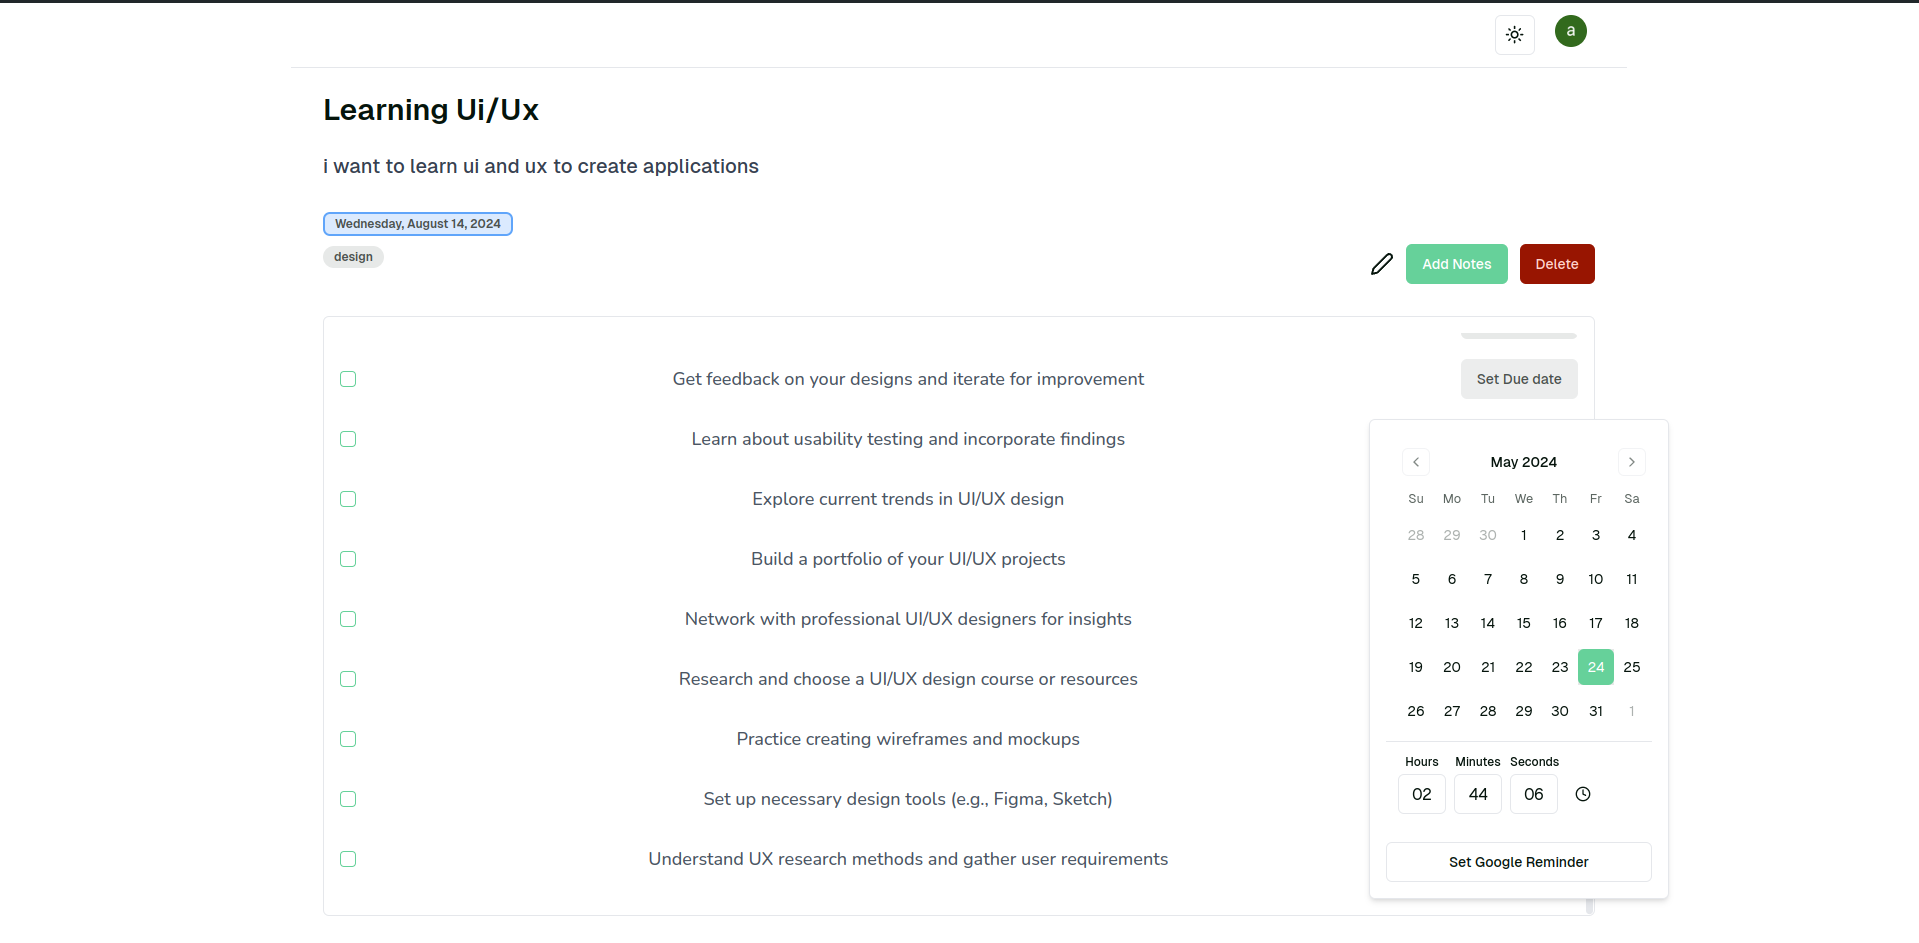 a
Learning Ui/Ux
i want to learn ui and ux to create applications
Wednesday, August 14, 2024
design
Add Notes
Delete
Get feedback on your designs and iterate for improvement
Set Due date
Learn about usability testing and incorporate findings
Explore current trends in UI/UX design
Build a portfolio of your UI/UX projects
Network with professional UI/UX designers for insights
Research and choose a UI/UX design course or resources
Practice creating wireframes and mockups
Set up necessary design tools (e.g., Figma, Sketch)
Understand UX research methods and gather user requirements
May 2024
Su Mo Tu We Th Fr Sa
28 29 30 1 2 3 4
5 6 7 8 9 10 11
12 13 14 15 16 17 18
19 20 21 22 23 24 25
26 27 28 29 30 31 1
Hours Minutes Seconds
02 44 06
Set Google Reminder